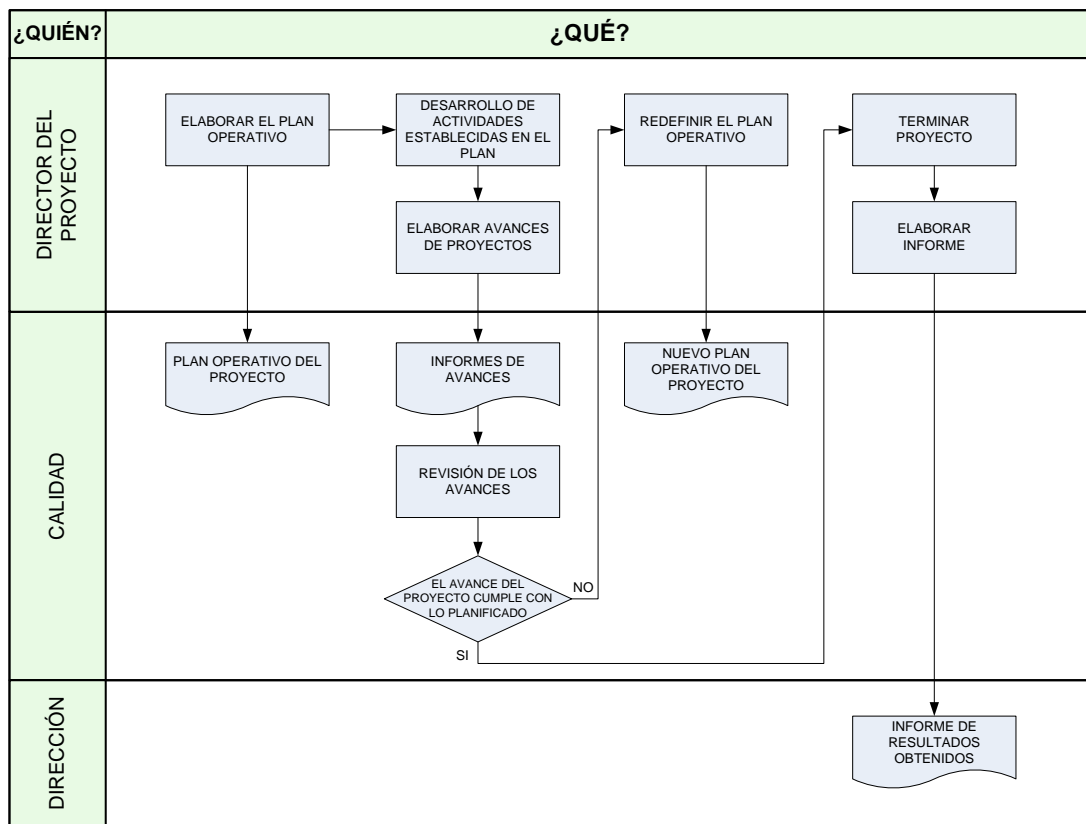 ¿QUIÉN?
¿QUÉ?
DIRECTOR DEL
PROYECTO
ELABORAR EL PLAN
OPERATIVO
DESARROLLO DE
ACTIVIDADES
ESTABLECIDAS EN EL
PLAN
REDEFINIR EL PLAN
OPERATIVO
TERMINAR
PROYECTO
ELABORAR AVANCES
DE PROYECTOS
ELABORAR
INFORME
CALIDAD
PLAN OPERATIVO DEL
PROYECTO
INFORMES DE
AVANCES
NUEVO PLAN
OPERATIVO DEL
PROYECTO
REVISIÓN DE LOS
AVANCES
EL AVANCE DEL
PROYECTO CUMPLE CON
LO PLANIFICADO
NO
SI
DIRECCIÓN
INFORME DE
RESULTADOS
OBTENIDOS